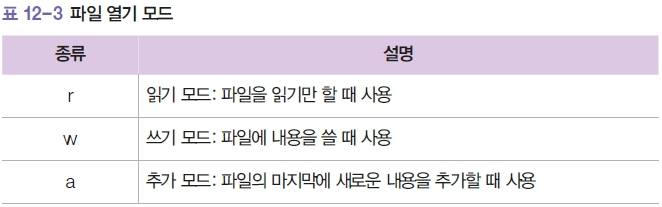 표 12-3 파일 열기 모드
종류 설명
r 읽기 모드: 파일을 읽기만 할 때 사용
w 쓰기 모드: 파일에 내용을 쓸 때 사용
a 추가 모드: 파일의 마지막에 새로운 내용을 추가할 때 사용